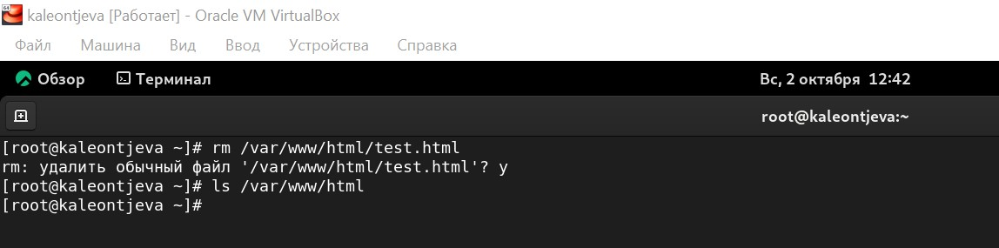 64
kaleontjeva [Работает] - Oracle VM VirtualBox
Файл Машина Вид Ввод Устройства Справка
Обзор Терминал Вс, 2 октября 12:42
root@kaleontjeva:~
[root@kaleontjeva ~]# rm /var/www/html/test.html
rm: удалить обычный файл '/var/www/html/test.html'? y
[root@kaleontjeva ~]# ls /var/www/html
[root@kaleontjeva ~]#